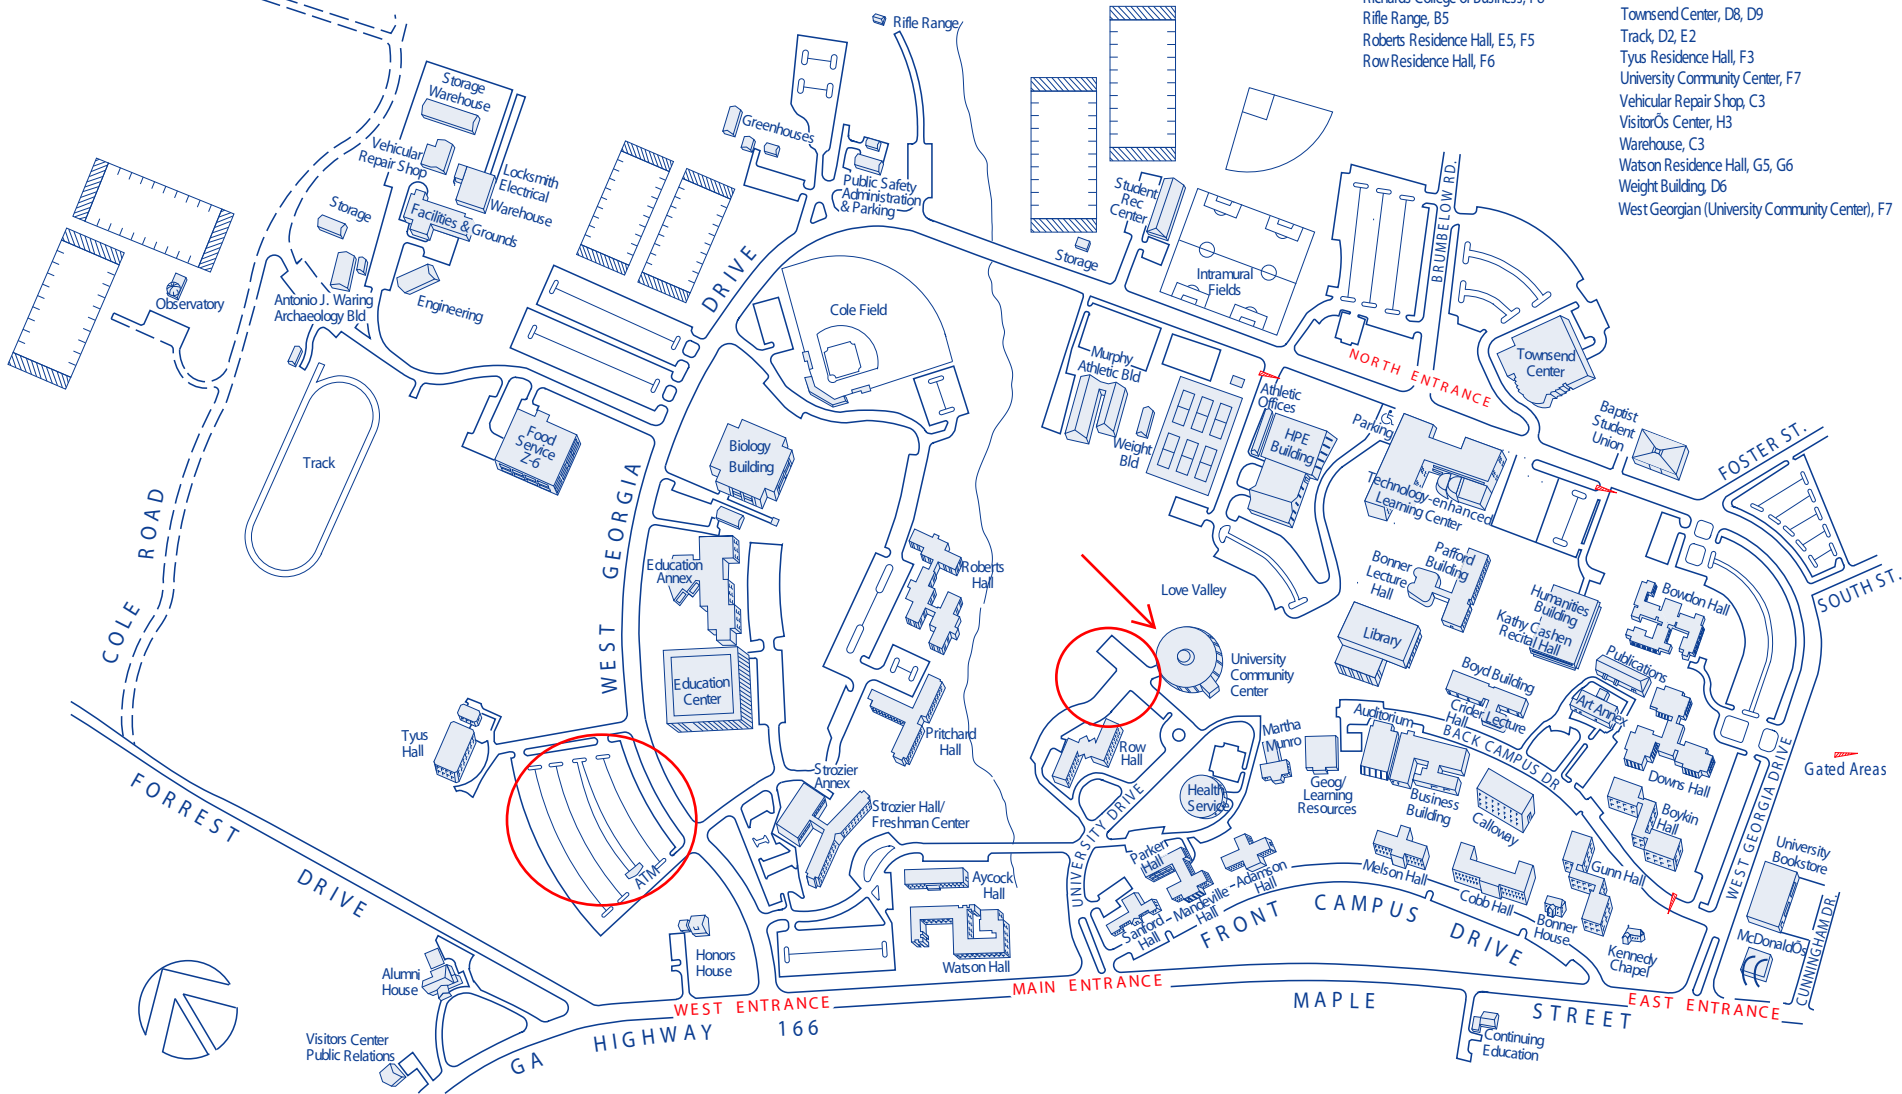 Rifle Range, B5
Roberts Residence Hall, E5, F5
Row Residence Hall, F6
Townsend Center, D8, D9
Track, D2, E2
Tyus Residence Hall, F3
University Community Center, F7
Vehicular Repair Shop, C3
VisitorÕs Center, H3
Warehouse, C3
Watson Residence Hall, G5, G6
Weight Building, D6
West Georgian (University Community Center), F7
Rifle Range
Storage
Warehouse
Vehicular
Repair Shop
Locksmith
Electrical
Warehouse
Storage
Facilities & Grounds
Observatory
Antonio J. Waring
Archaeology Bld
Engineering
Greenhouses
Public Safety
Administration
& Parking
Student
Rec
Center
Storage
Intramural
Fields
BRUMBELOW RD.
Townsend
Center
NORTH ENTRANCE
Cole Field
DRIVE
Murphy
Athletic Bld
Weight
Bld
Athletic
Offices
HPE
Building
Parking
Technology-enhanced
Learning Center
Baptist
Student
Union
FOSTER ST.
SOUTH ST.
Track
Food
Service
Z-6
Biology
Building
WEST GEORGIA
COLE ROAD
Education
Annex
Education
Center
Roberts
Hall
Pritchard
Hall
Love Valley
University
Community
Center
Bonner
Lecture
Hall
Pafford
Building
Library
Humanities
Building
Kathy Cashen
Recital Hall
Bowdon Hall
Publications
Boyd Building
Crider Lecture
Hall
Art Annex
Auditorium
BACK CAMPUS DR
Martha
Munro
Geog/
Learning
Resources
Business
Building
Calloway
Downs Hall
Boykin
Hall
Gated Areas
WEST GEORGIA DRIVE
Tyus
Hall
ATM
Strozier
Annex
Strozier Hall/
Freshman Center
Row
Hall
Health
Service
UNIVERSITY DRIVE
Parker
Hall
Adamson
Hall
Mandeville
Hall
Sanford
Hall
Melson Hall
Cobb Hall
Gunn Hall
Bonner
House
Kennedy
Chapel
University
Bookstore
McDonaldÕs
CUNNINGHAM DR.
Aycock
Hall
Watson Hall
Honors
House
FORREST DRIVE
Alumni
House
Visitors Center
Public Relations
FRONT CAMPUS DRIVE
WEST ENTRANCE
MAIN ENTRANCE
EAST ENTRANCE
GA HIGHWAY 166
MAPLE STREET
Continuing
Education